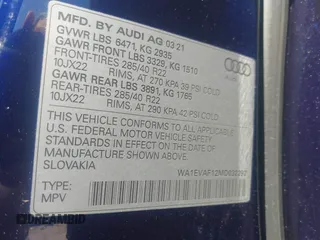 MFD. BY AUDI AG 03 21
GVWR LBS 6471, KG 2935
GAWR FRONT LBS 3329, KG 1510
FRONT-TIRES 285/40 R22
10JX22 RIMS, AT 270 KPA 39 PSI COLD
GAWR REAR LBS 3891, KG 1765
REAR-TIRES 285/40 R22
10JX22 RIMS, AT 290 KPA 42 PSI COLD
THIS VEHICLE CONFORMS TO ALL APPLICABLE
U.S. FEDERAL MOTOR VEHICLE SAFETY
STANDARDS IN EFFECT ON THE DATE OF
MANUFACTURE SHOWN ABOVE
SLOVAKIA
TYPE:
MPV
DREAMBID